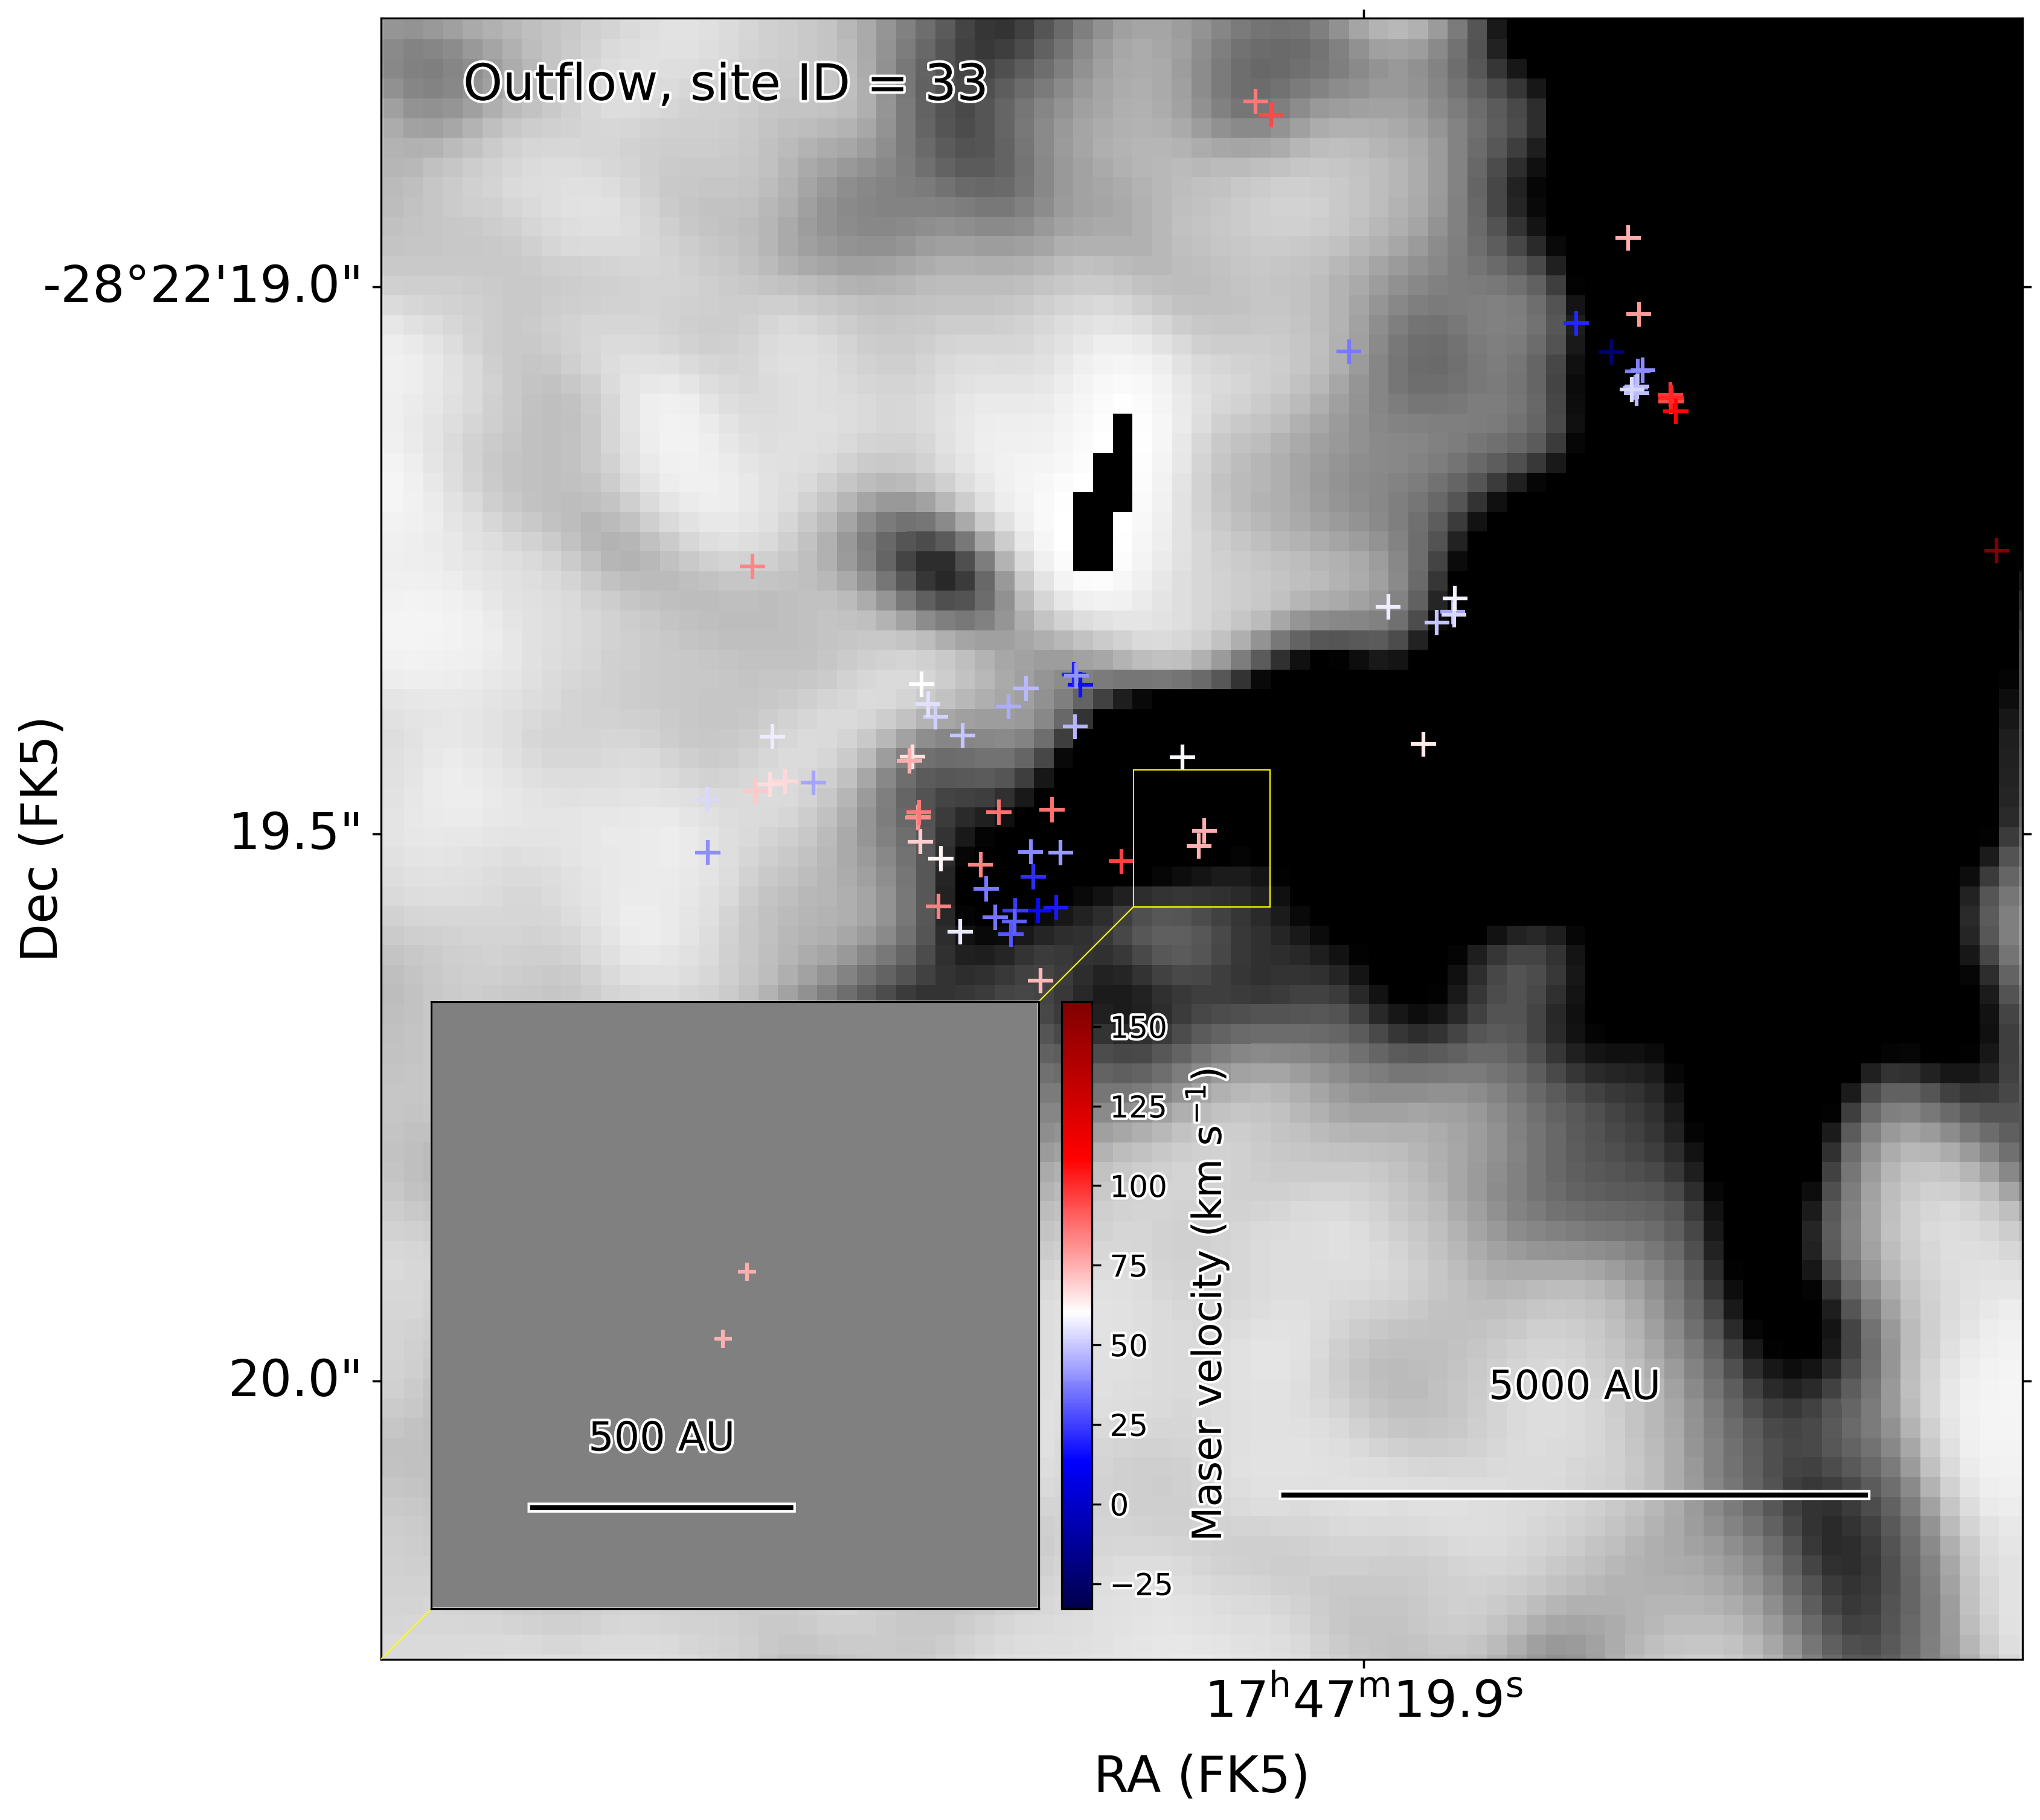 Outflow, site ID = 33
-28°22'19.0"
19.5"
20.0"
Dec (FK5)
150
125
100
75
50
25
0
−25
Maser velocity (km s⁻¹)
500 AU
5000 AU
17ʰ47ᵐ19.9ˢ
RA (FK5)